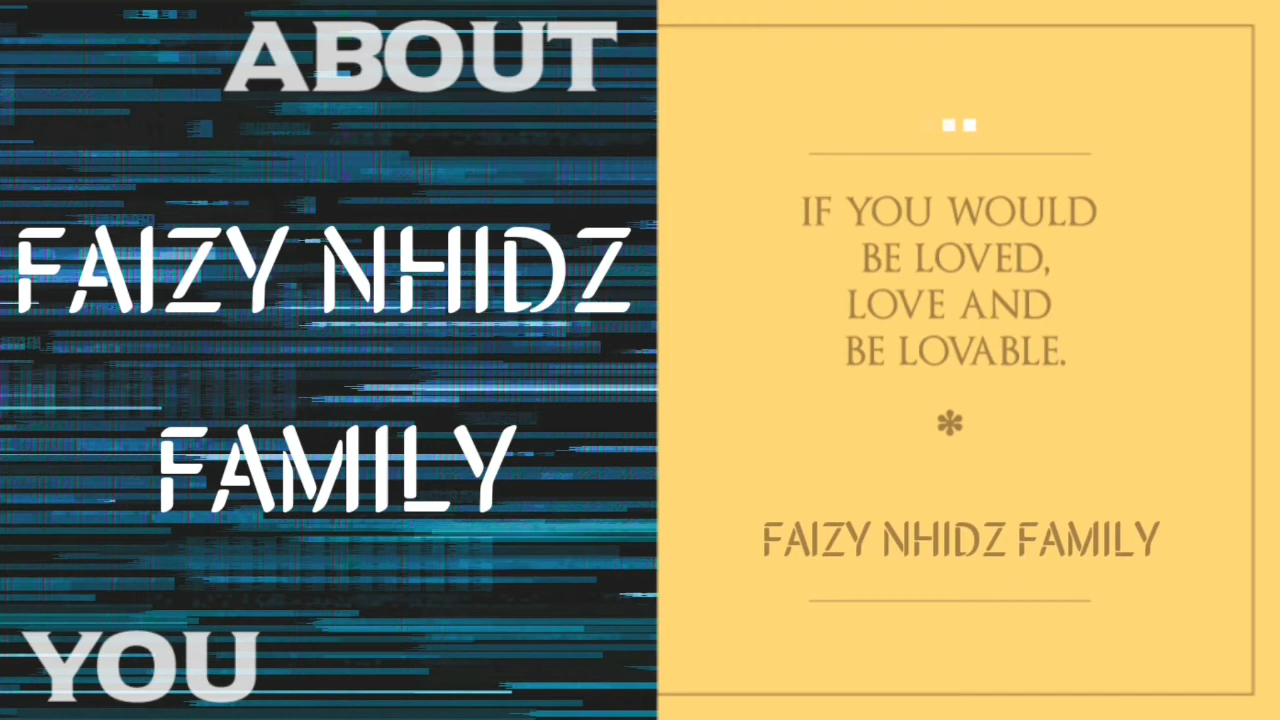 ABOUT
FAIZY NHIDZ
FAMILY
YOU
IF YOU WOULD
BE LOVED,
LOVE AND
BE LOVABLE.
FAIZY NHIDZ FAMILY